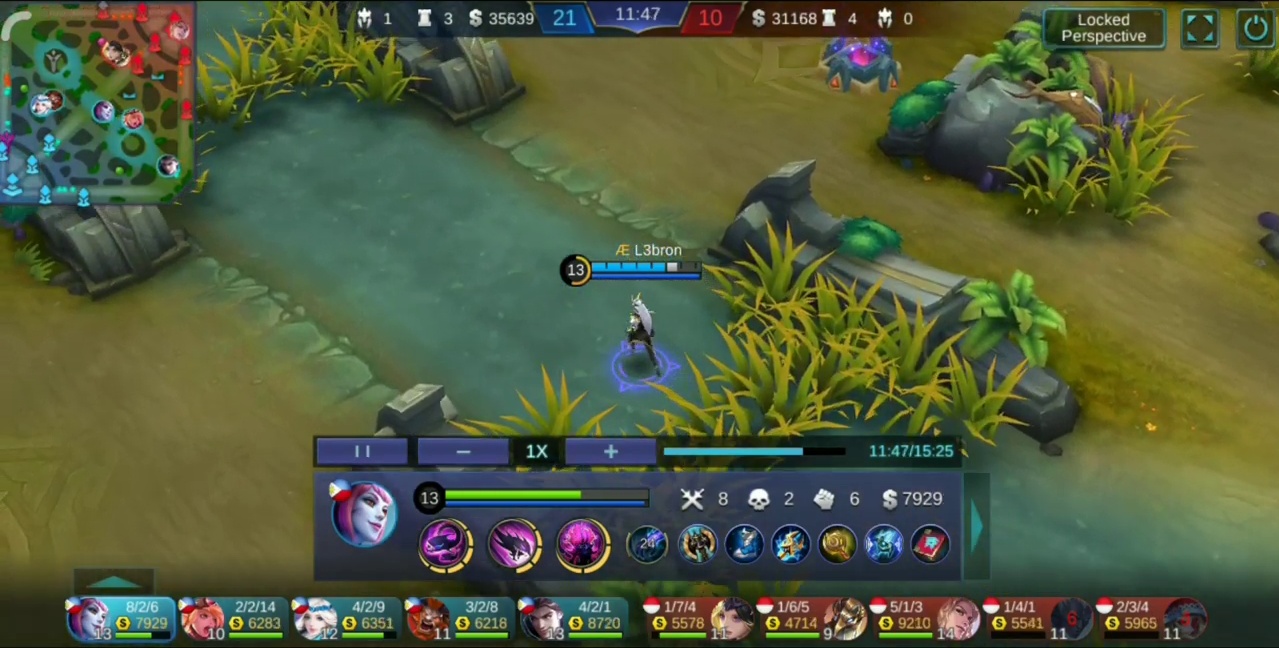 1 3 35639 21 11:47 10 31168 4 0
Locked
Perspective
Æ L3bron
13
1X 11:47/15:25
13 8 2 6 7929
24
8/2/6 2/2/14 4/2/9 3/2/8 4/2/1 1/7/4 1/6/5 5/1/3 1/4/1 2/3/4
7929 6283 6351 6218 8720 5578 4714 9210 5541 5965
13 10 12 11 13 11 9 14 11 11
6